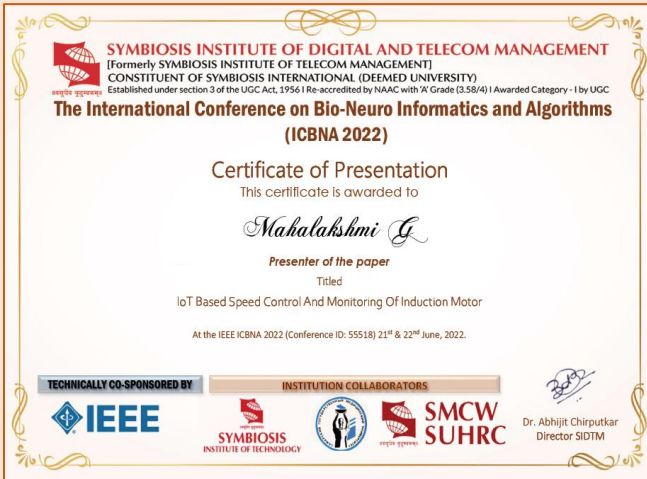 SYMBIOSIS INSTITUTE OF DIGITAL AND TELECOM MANAGEMENT
[Formerly SYMBIOSIS INSTITUTE OF TELECOM MANAGEMENT]
CONSTITUENT OF SYMBIOSIS INTERNATIONAL (DEEMED UNIVERSITY)
Established under section 3 of the UGC Act, 1956 I Re-accredited by NAAC with 'A' Grade (3.58/4) I Awarded Category - I by UGC
॥वसुधैव कुटुम्बकम्॥
The International Conference on Bio-Neuro Informatics and Algorithms
(ICBNA 2022)
Certificate of Presentation
This certificate is awarded to
Mahalakshmi G
Presenter of the paper
Titled
IoT Based Speed Control And Monitoring Of Induction Motor
At the IEEE ICBNA 2022 (Conference ID: 55518) 21st & 22nd June, 2022.
TECHNICALLY CO-SPONSORED BY
INSTITUTION COLLABORATORS
IEEE
SYMBIOSIS
INSTITUTE OF TECHNOLOGY
SMCW
SUHRC
Dr. Abhijit Chirputkar
Director SIDTM